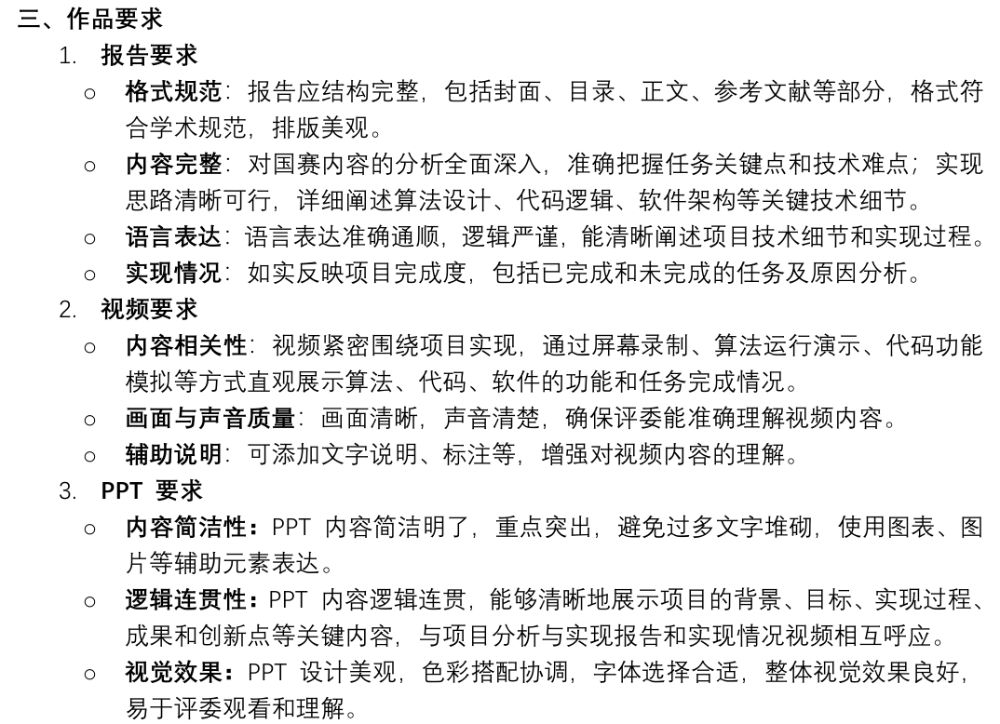 三、作品要求
1. 报告要求
○ 格式规范：报告应结构完整，包括封面、目录、正文、参考文献等部分，格式符
合学术规范，排版美观。
○ 内容完整：对国赛内容的分析全面深入，准确把握任务关键点和技术难点；实现
思路清晰可行，详细阐述算法设计、代码逻辑、软件架构等关键技术细节。
○ 语言表达：语言表达准确通顺，逻辑严谨，能清晰阐述项目技术细节和实现过程。
○ 实现情况：如实反映项目完成度，包括已完成和未完成的任务及原因分析。
2. 视频要求
○ 内容相关性：视频紧密围绕项目实现，通过屏幕录制、算法运行演示、代码功能
模拟等方式直观展示算法、代码、软件的功能和任务完成情况。
○ 画面与声音质量：画面清晰，声音清楚，确保评委能准确理解视频内容。
○ 辅助说明：可添加文字说明、标注等，增强对视频内容的理解。
3. PPT 要求
○ 内容简洁性：PPT 内容简洁明了，重点突出，避免过多文字堆砌，使用图表、图
片等辅助元素表达。
○ 逻辑连贯性：PPT 内容逻辑连贯，能够清晰地展示项目的背景、目标、实现过程、
成果和创新点等关键内容，与项目分析与实现报告和实现情况视频相互呼应。
○ 视觉效果：PPT 设计美观，色彩搭配协调，字体选择合适，整体视觉效果良好，
易于评委观看和理解。